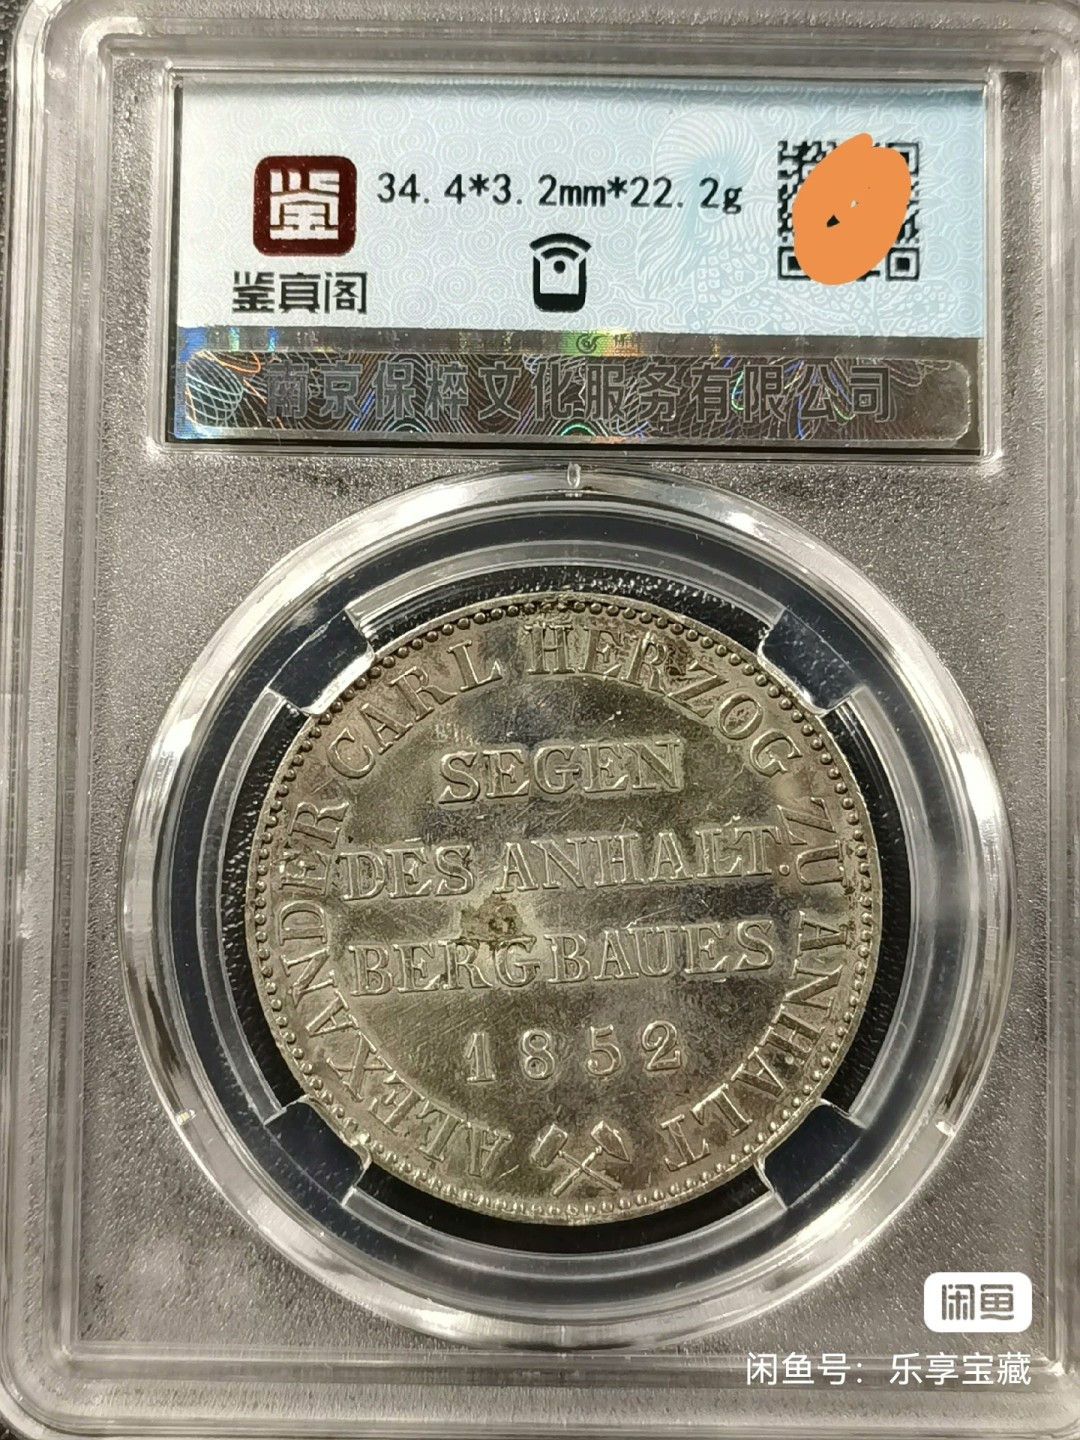 鉴
鉴真阁
34.4*3.2mm*22.2g
南京保粹文化服务有限公司
ALEXANDER CARL HERZOG ZU ANHALT
SEGEN
DES ANHALT.
BERGBAUES
1852
闲鱼
闲鱼号：乐享宝藏